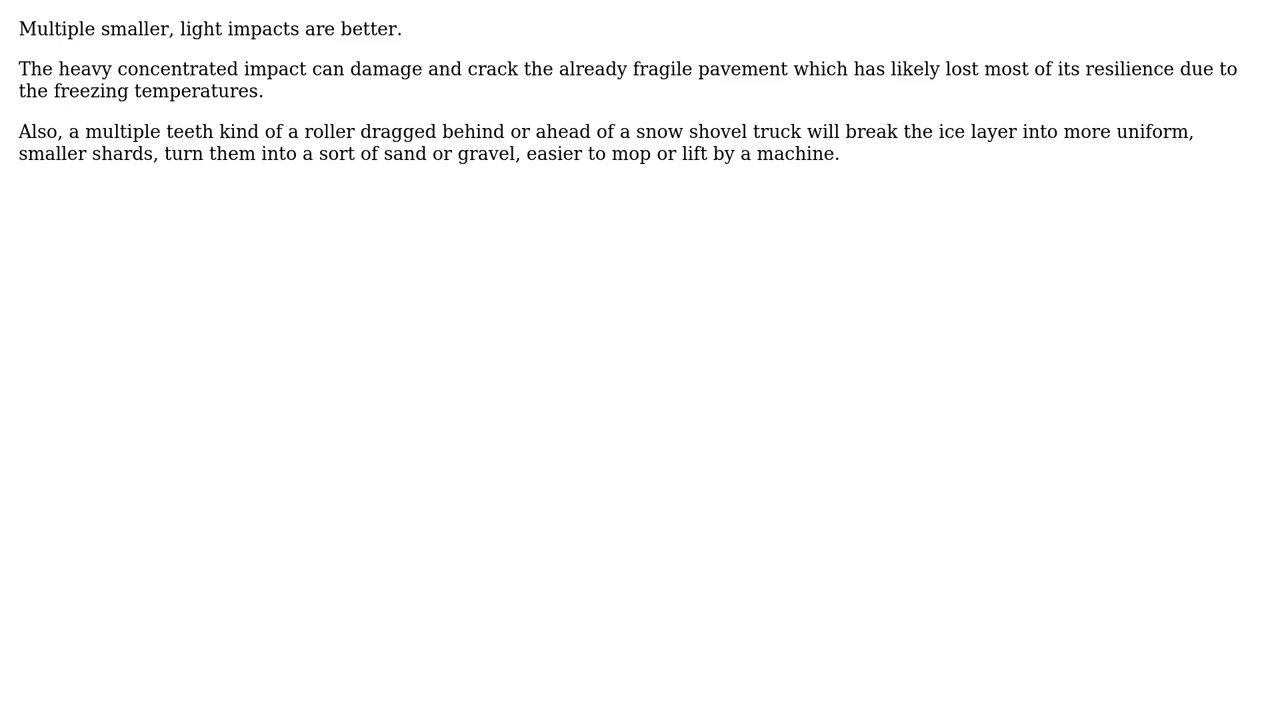 Multiple smaller, light impacts are better.
The heavy concentrated impact can damage and crack the already fragile pavement which has likely lost most of its resilience due to
the freezing temperatures.
Also, a multiple teeth kind of a roller dragged behind or ahead of a snow shovel truck will break the ice layer into more uniform,
smaller shards, turn them into a sort of sand or gravel, easier to mop or lift by a machine.